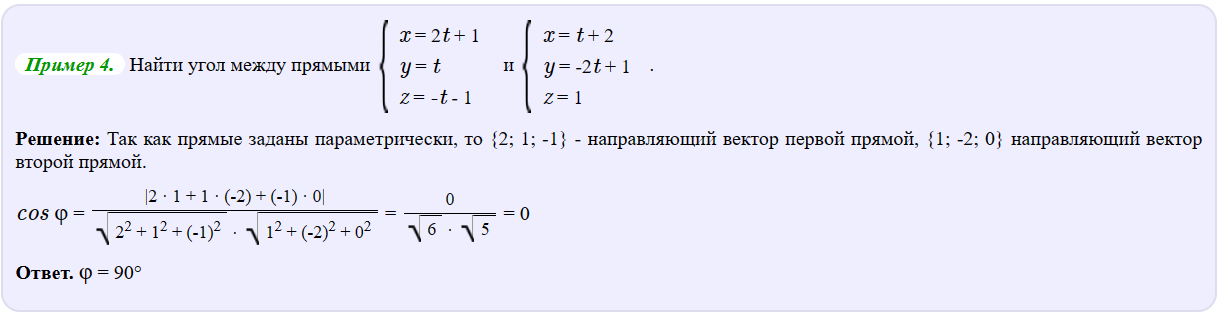 x = 2t + 1
x = t + 2
Пример 4. Найти угол между прямыми { y = t и { y = -2t + 1 .
z = -t - 1
z = 1
Решение: Так как прямые заданы параметрически, то {2; 1; -1} - направляющий вектор первой прямой, {1; -2; 0} направляющий вектор
второй прямой.
cos φ = |2 · 1 + 1 · (-2) + (-1) · 0| / √(2² + 1² + (-1)²) · √(1² + (-2)² + 0²) = 0 / √6 · √5 = 0
Ответ. φ = 90°